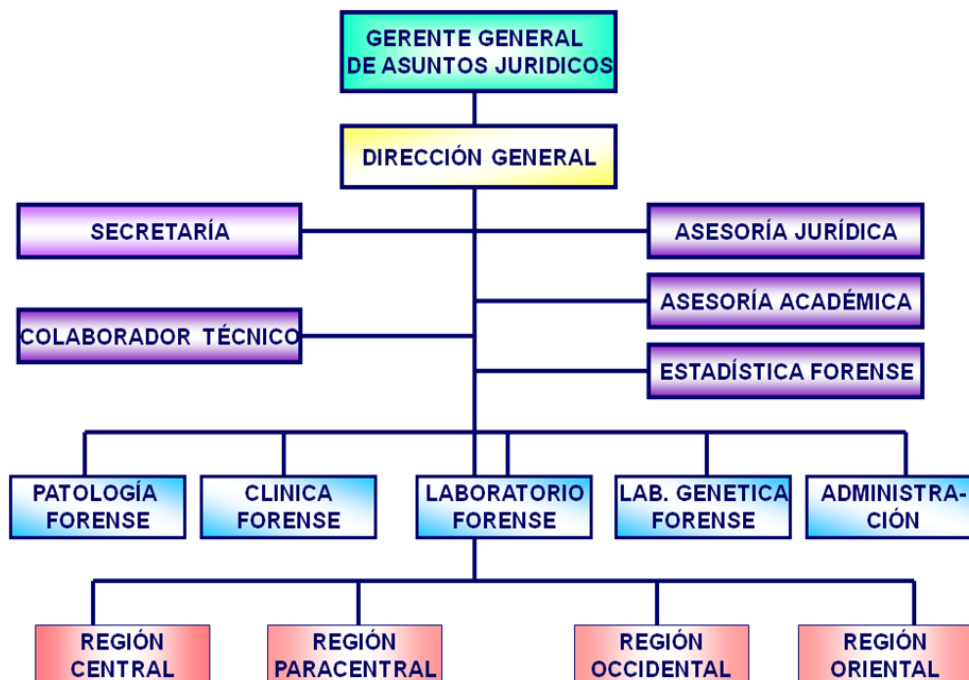 GERENTE GENERAL
DE ASUNTOS JURIDICOS
DIRECCIÓN GENERAL
SECRETARÍA
ASESORÍA JURÍDICA
ASESORÍA ACADÉMICA
COLABORADOR TÉCNICO
ESTADÍSTICA FORENSE
PATOLOGÍA
FORENSE
CLINICA
FORENSE
LABORATORIO
FORENSE
LAB. GENETICA
FORENSE
ADMINISTRA-
CIÓN
REGIÓN
CENTRAL
REGIÓN
PARACENTRAL
REGIÓN
OCCIDENTAL
REGIÓN
ORIENTAL